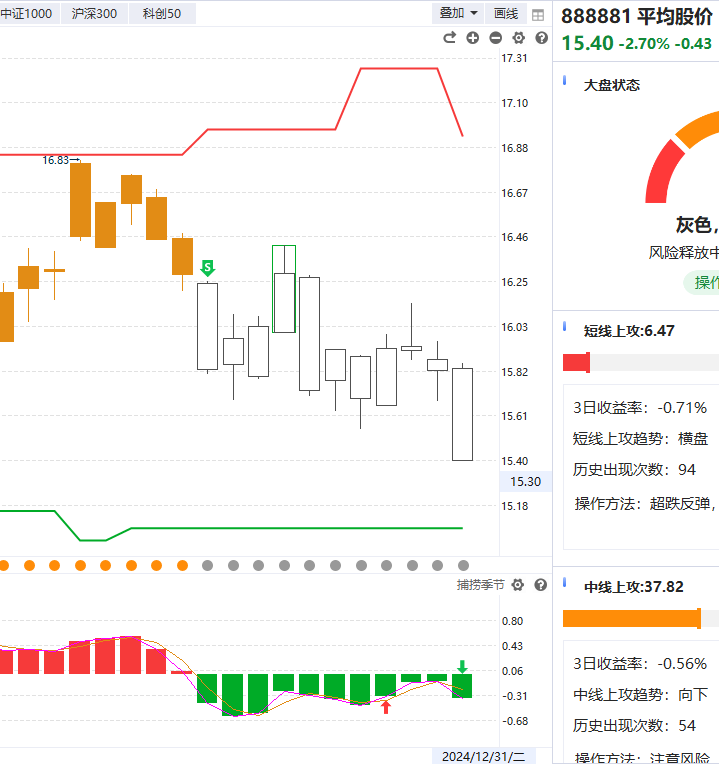 中证1000 沪深300 科创50 叠加 画线
888881 平均股价
15.40 -2.70% -0.43
17.31
17.10
16.88
16.83
16.67
16.46
16.25
16.03
15.82
15.61
15.40
15.30
15.18
S
大盘状态
灰色,
风险释放中
操作
短线上攻:6.47
3日收益率: -0.71%
短线上攻趋势: 横盘
历史出现次数: 94
操作方法: 超跌反弹,
捕捞季节
0.80
0.43
0.06
-0.31
-0.68
2024/12/31/二
中线上攻:37.82
3日收益率: -0.56%
中线上攻趋势: 向下
历史出现次数: 54
操作方法: 注意风险